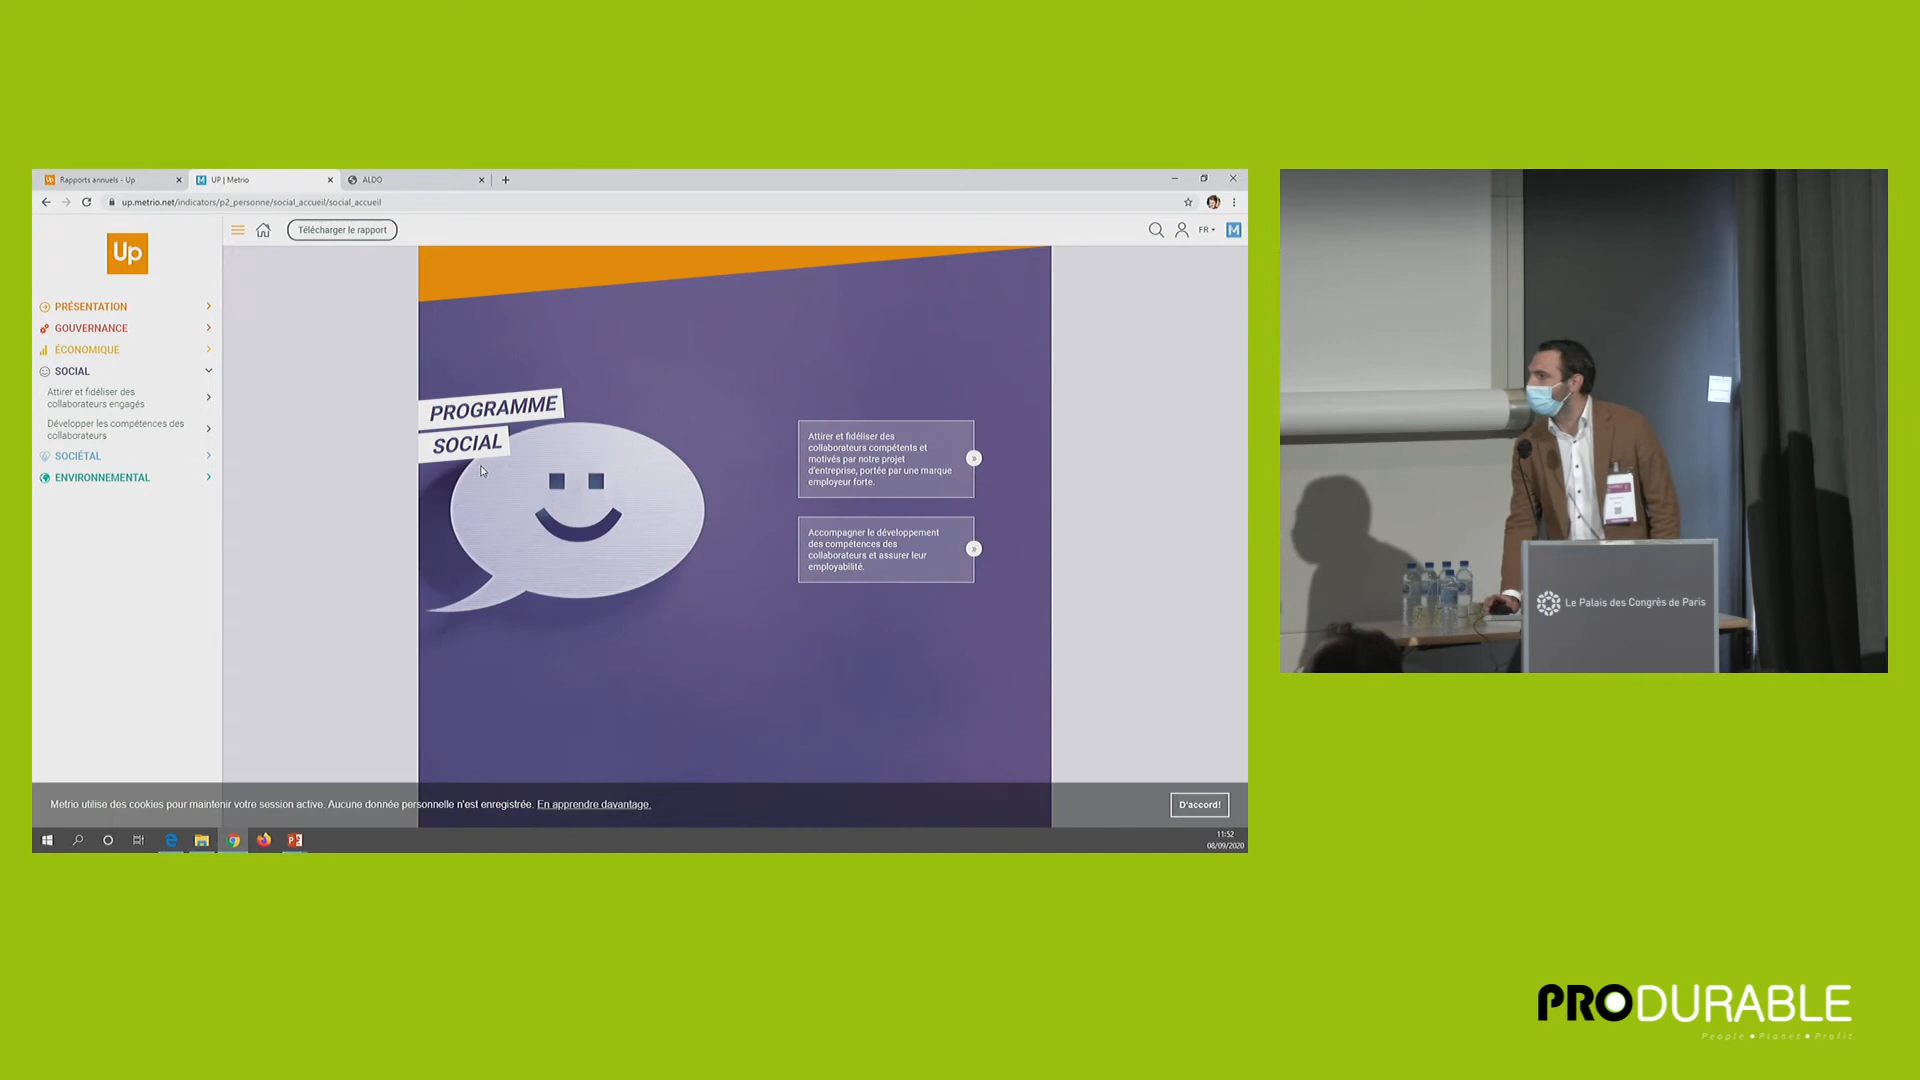 Rapports annuels - Up
UP | Metrio
ALDO
up.metrio.net/indicators/p2_personne/social_accueil/social_accueil
Télécharger le rapport
FR
M
Up
PRÉSENTATION
GOUVERNANCE
ÉCONOMIQUE
SOCIAL
Attirer et fidéliser des
collaborateurs engagés
Développer les compétences des
collaborateurs
SOCIÉTAL
ENVIRONNEMENTAL
PROGRAMME
SOCIAL
Attirer et fidéliser des
collaborateurs compétents et
motivés par notre projet
d'entreprise, portée par une marque
employeur forte.
Accompagner le développement
des compétences des
collaborateurs et assurer leur
employabilité.
Metrio utilise des cookies pour maintenir votre session active. Aucune donnée personnelle n'est enregistrée. En apprendre davantage.
D'accord!
11:52
08/09/2020
Le Palais des Congrès de Paris
PRODURABLE
People • Planet • Profit